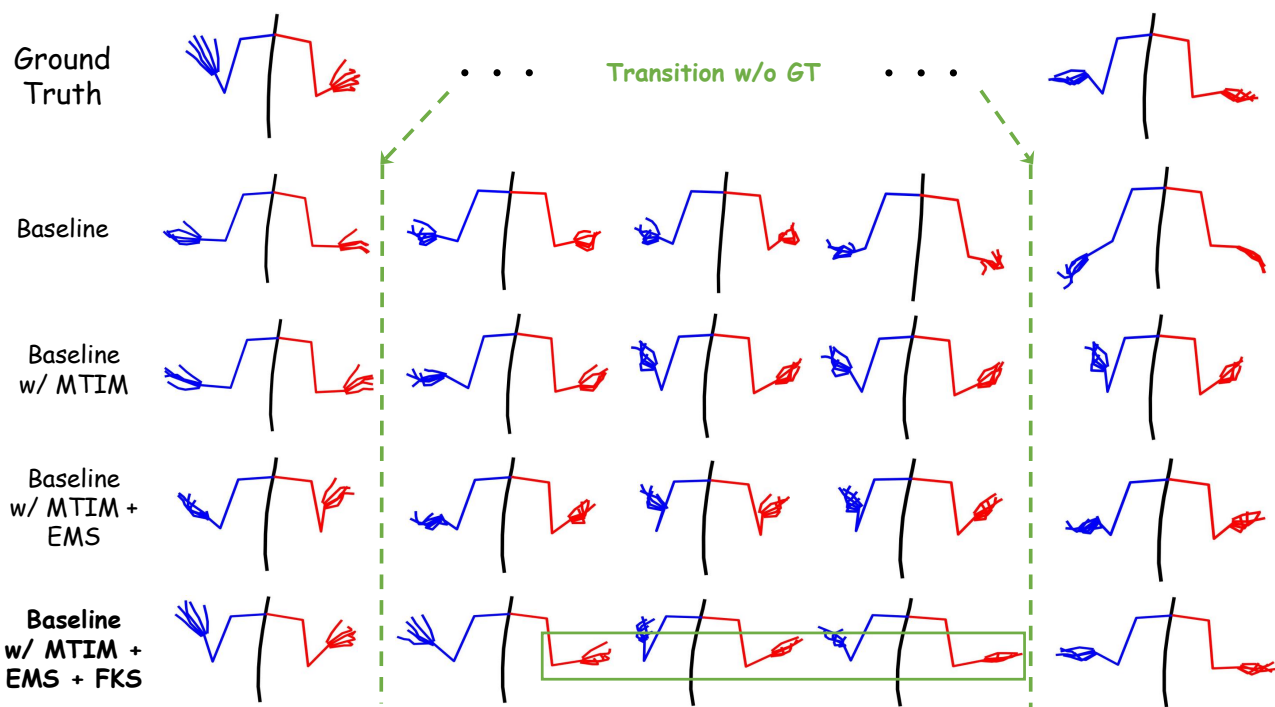 Ground
Truth
• • • Transition w/o GT • • •
Baseline
Baseline
w/ MTIM
Baseline
w/ MTIM +
EMS
Baseline
w/ MTIM +
EMS + FKS